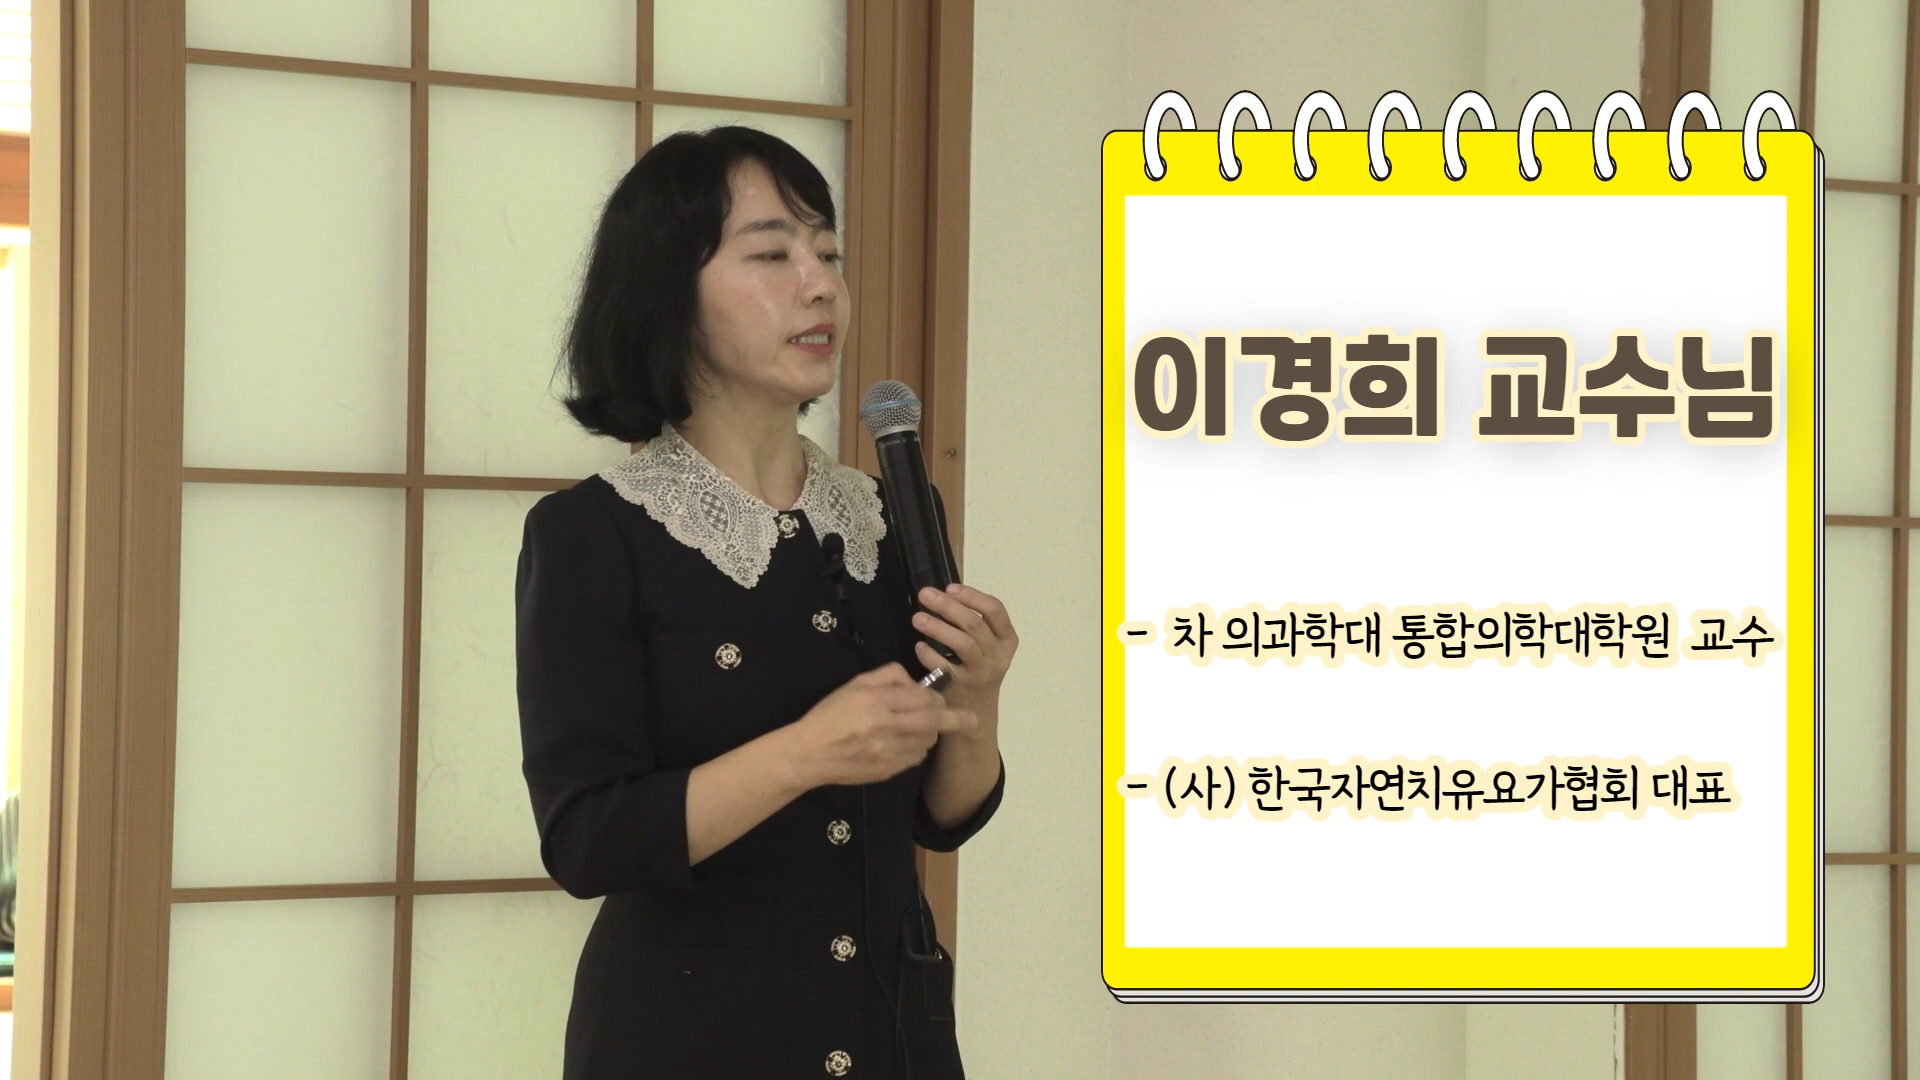 이경희 교수님
- 차 의과학대 통합의학대학원 교수
- (사) 한국자연치유요가협회 대표